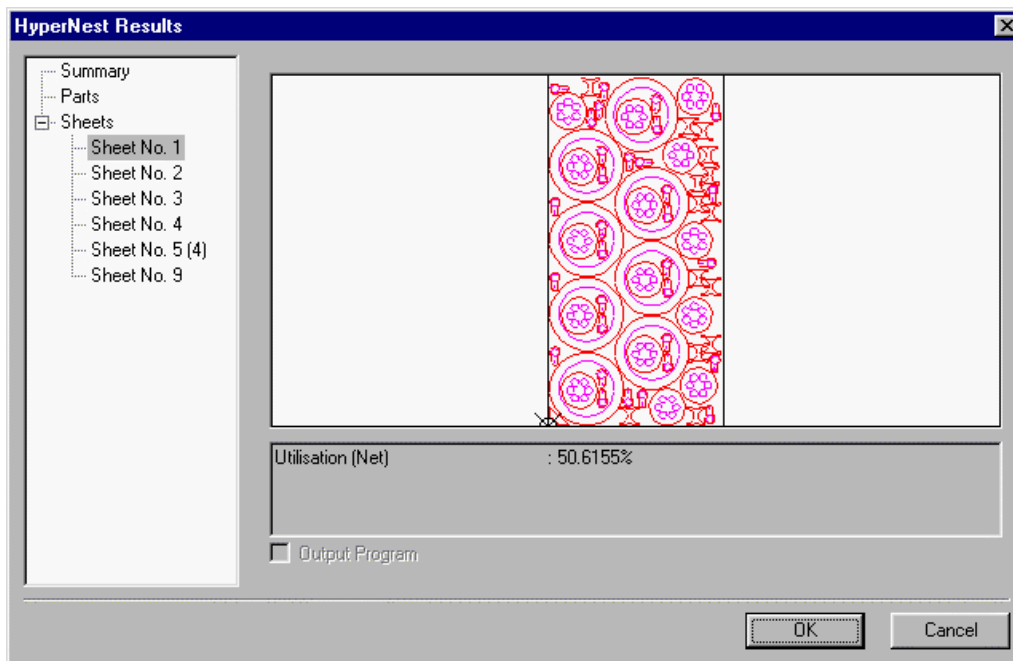 HyperNest Results
Summary
Parts
Sheets
Sheet No. 1
Sheet No. 2
Sheet No. 3
Sheet No. 4
Sheet No. 5 (4)
Sheet No. 9
Utilisation (Net) : 50.6155%
Output Program
OK Cancel